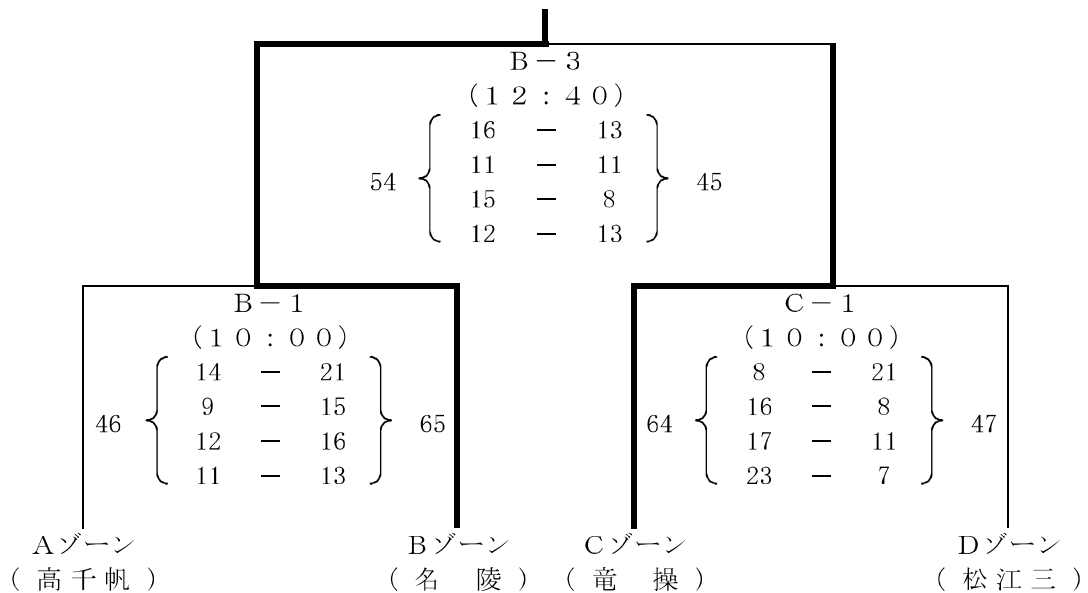 Ｂ－３
（１２：４０）
16 － 13
11 － 11
54 45
15 － 8
12 － 13
Ｂ－１ Ｃ－１
（１０：００） （１０：００）
14 － 21 8 － 21
9 － 15 16 － 8
46 65 64 47
12 － 16 17 － 11
11 － 13 23 － 7
Ａゾーン Ｂゾーン Ｃゾーン Ｄゾーン
（高千帆） （名　陵） （竜　操） （松江三）